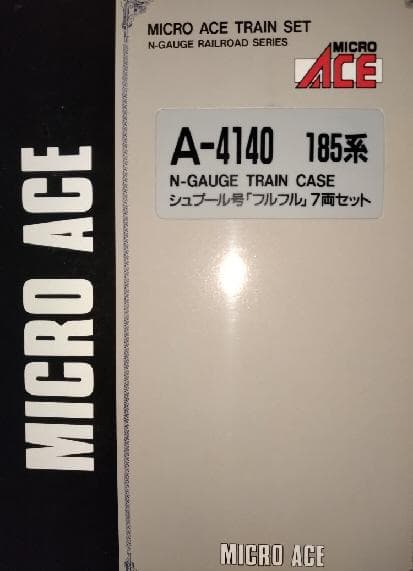 MICRO ACE TRAIN SET
N-GAUGE RAILROAD SERIES
MICRO
ACE
A-4140 185系
N-GAUGE TRAIN CASE
シュプール号「フルフル」7両セット
MICRO ACE
MICRO ACE